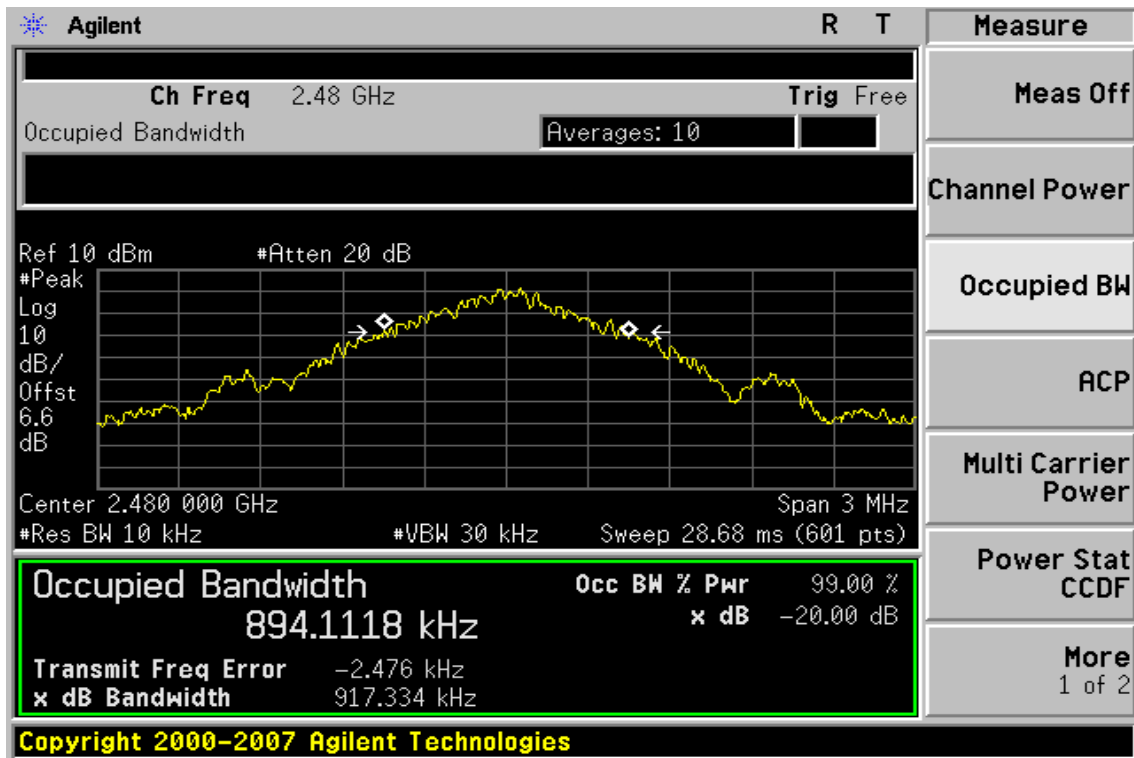 Agilent R T
Measure
Ch Freq 2.48 GHz Trig Free
Occupied Bandwidth Averages: 10
Ref 10 dBm #Atten 20 dB
#Peak
Log
10
dB/
Offst
6.6
dB
Center 2.480 000 GHz Span 3 MHz
#Res BW 10 kHz #VBW 30 kHz Sweep 28.68 ms (601 pts)
Occupied Bandwidth
894.1118 kHz
Occ BW % Pwr 99.00 %
x dB -20.00 dB
Transmit Freq Error -2.476 kHz
x dB Bandwidth 917.334 kHz
Meas Off
Channel Power
Occupied BW
ACP
Multi Carrier
Power
Power Stat
CCDF
More
1 of 2
Copyright 2000-2007 Agilent Technologies